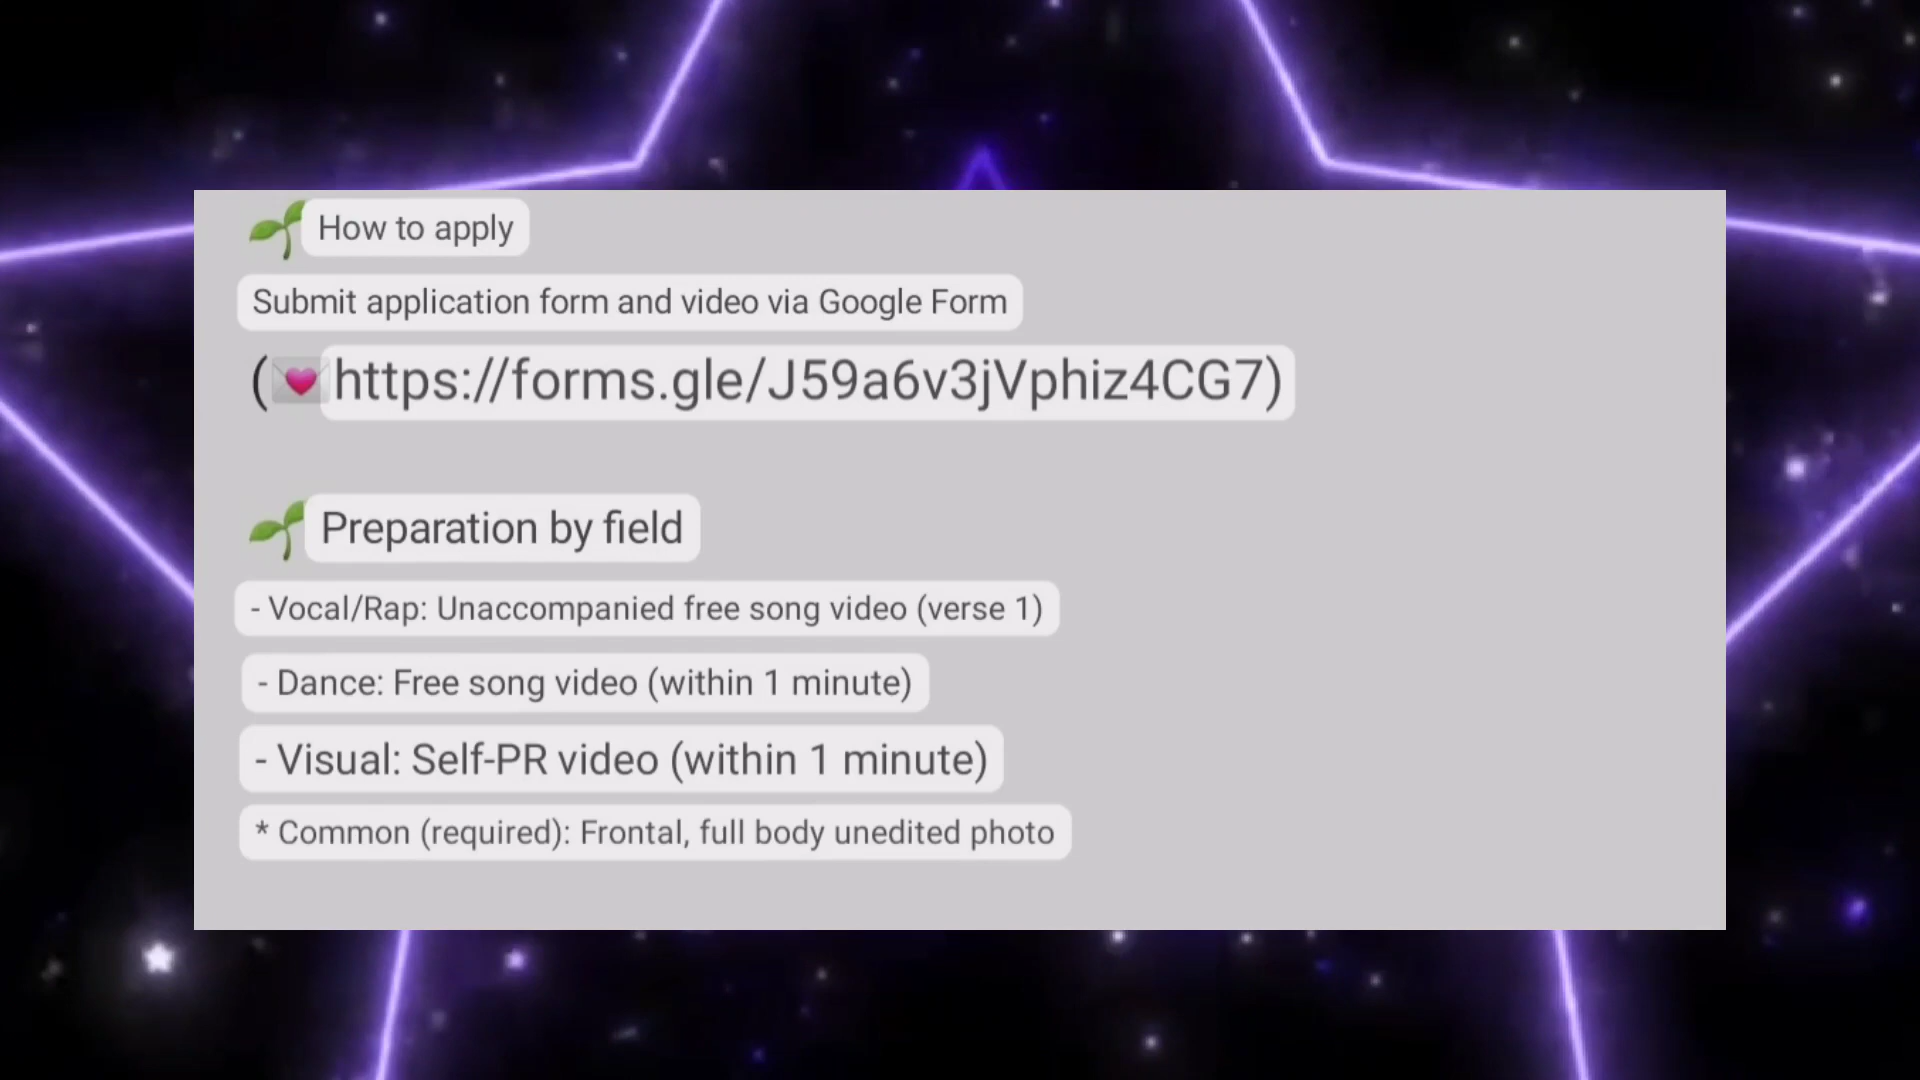 🌱How to apply
Submit application form and video via Google Form
(💌https://forms.gle/J59a6v3jVphiz4CG7)
🌱Preparation by field
- Vocal/Rap: Unaccompanied free song video (verse 1)
- Dance: Free song video (within 1 minute)
- Visual: Self-PR video (within 1 minute)
* Common (required): Frontal, full body unedited photo